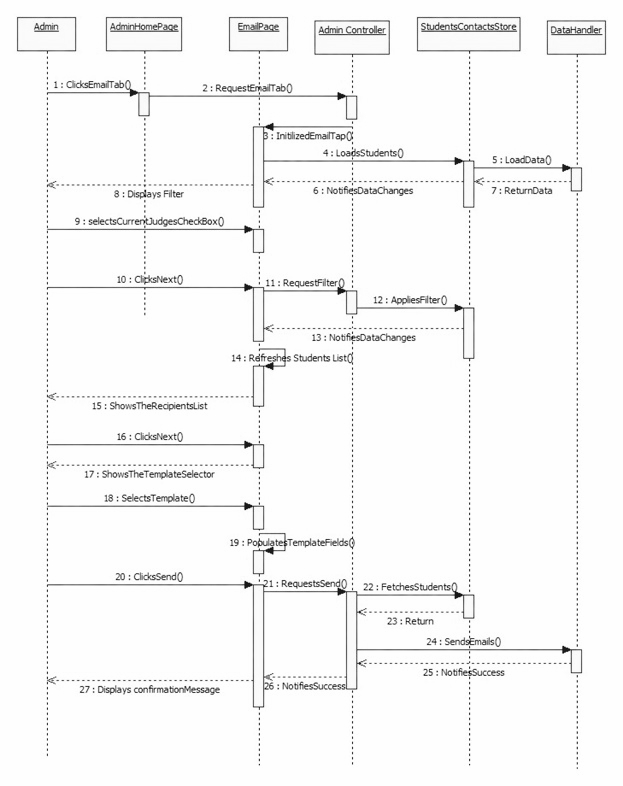 Admin
AdminHomePage
EmailPage
Admin Controller
StudentsContactsStore
DataHandler
1 : ClicksEmailTab()
2 : RequestEmailTab()
3 : InitilizedEmailTap()
4 : LoadsStudents()
5 : LoadData()
6 : NotifiesDataChanges
7 : ReturnData
8 : Displays Filter
9 : selectsCurrentJudgesCheckBox()
10 : ClicksNext()
11 : RequestFilter()
12 : AppliesFilter()
13 : NotifiesDataChanges
14 : Refreshes Students List()
15 : ShowsTheRecipientsList
16 : ClicksNext()
17 : ShowsTheTemplateSelector
18 : SelectsTemplate()
19 : PopulatesTemplateFields()
20 : ClicksSend()
21 : RequestsSend()
22 : FetchesStudents()
23 : Return
24 : SendsEmails()
25 : NotifiesSuccess
26 : NotifiesSuccess
27 : Displays confirmationMessage